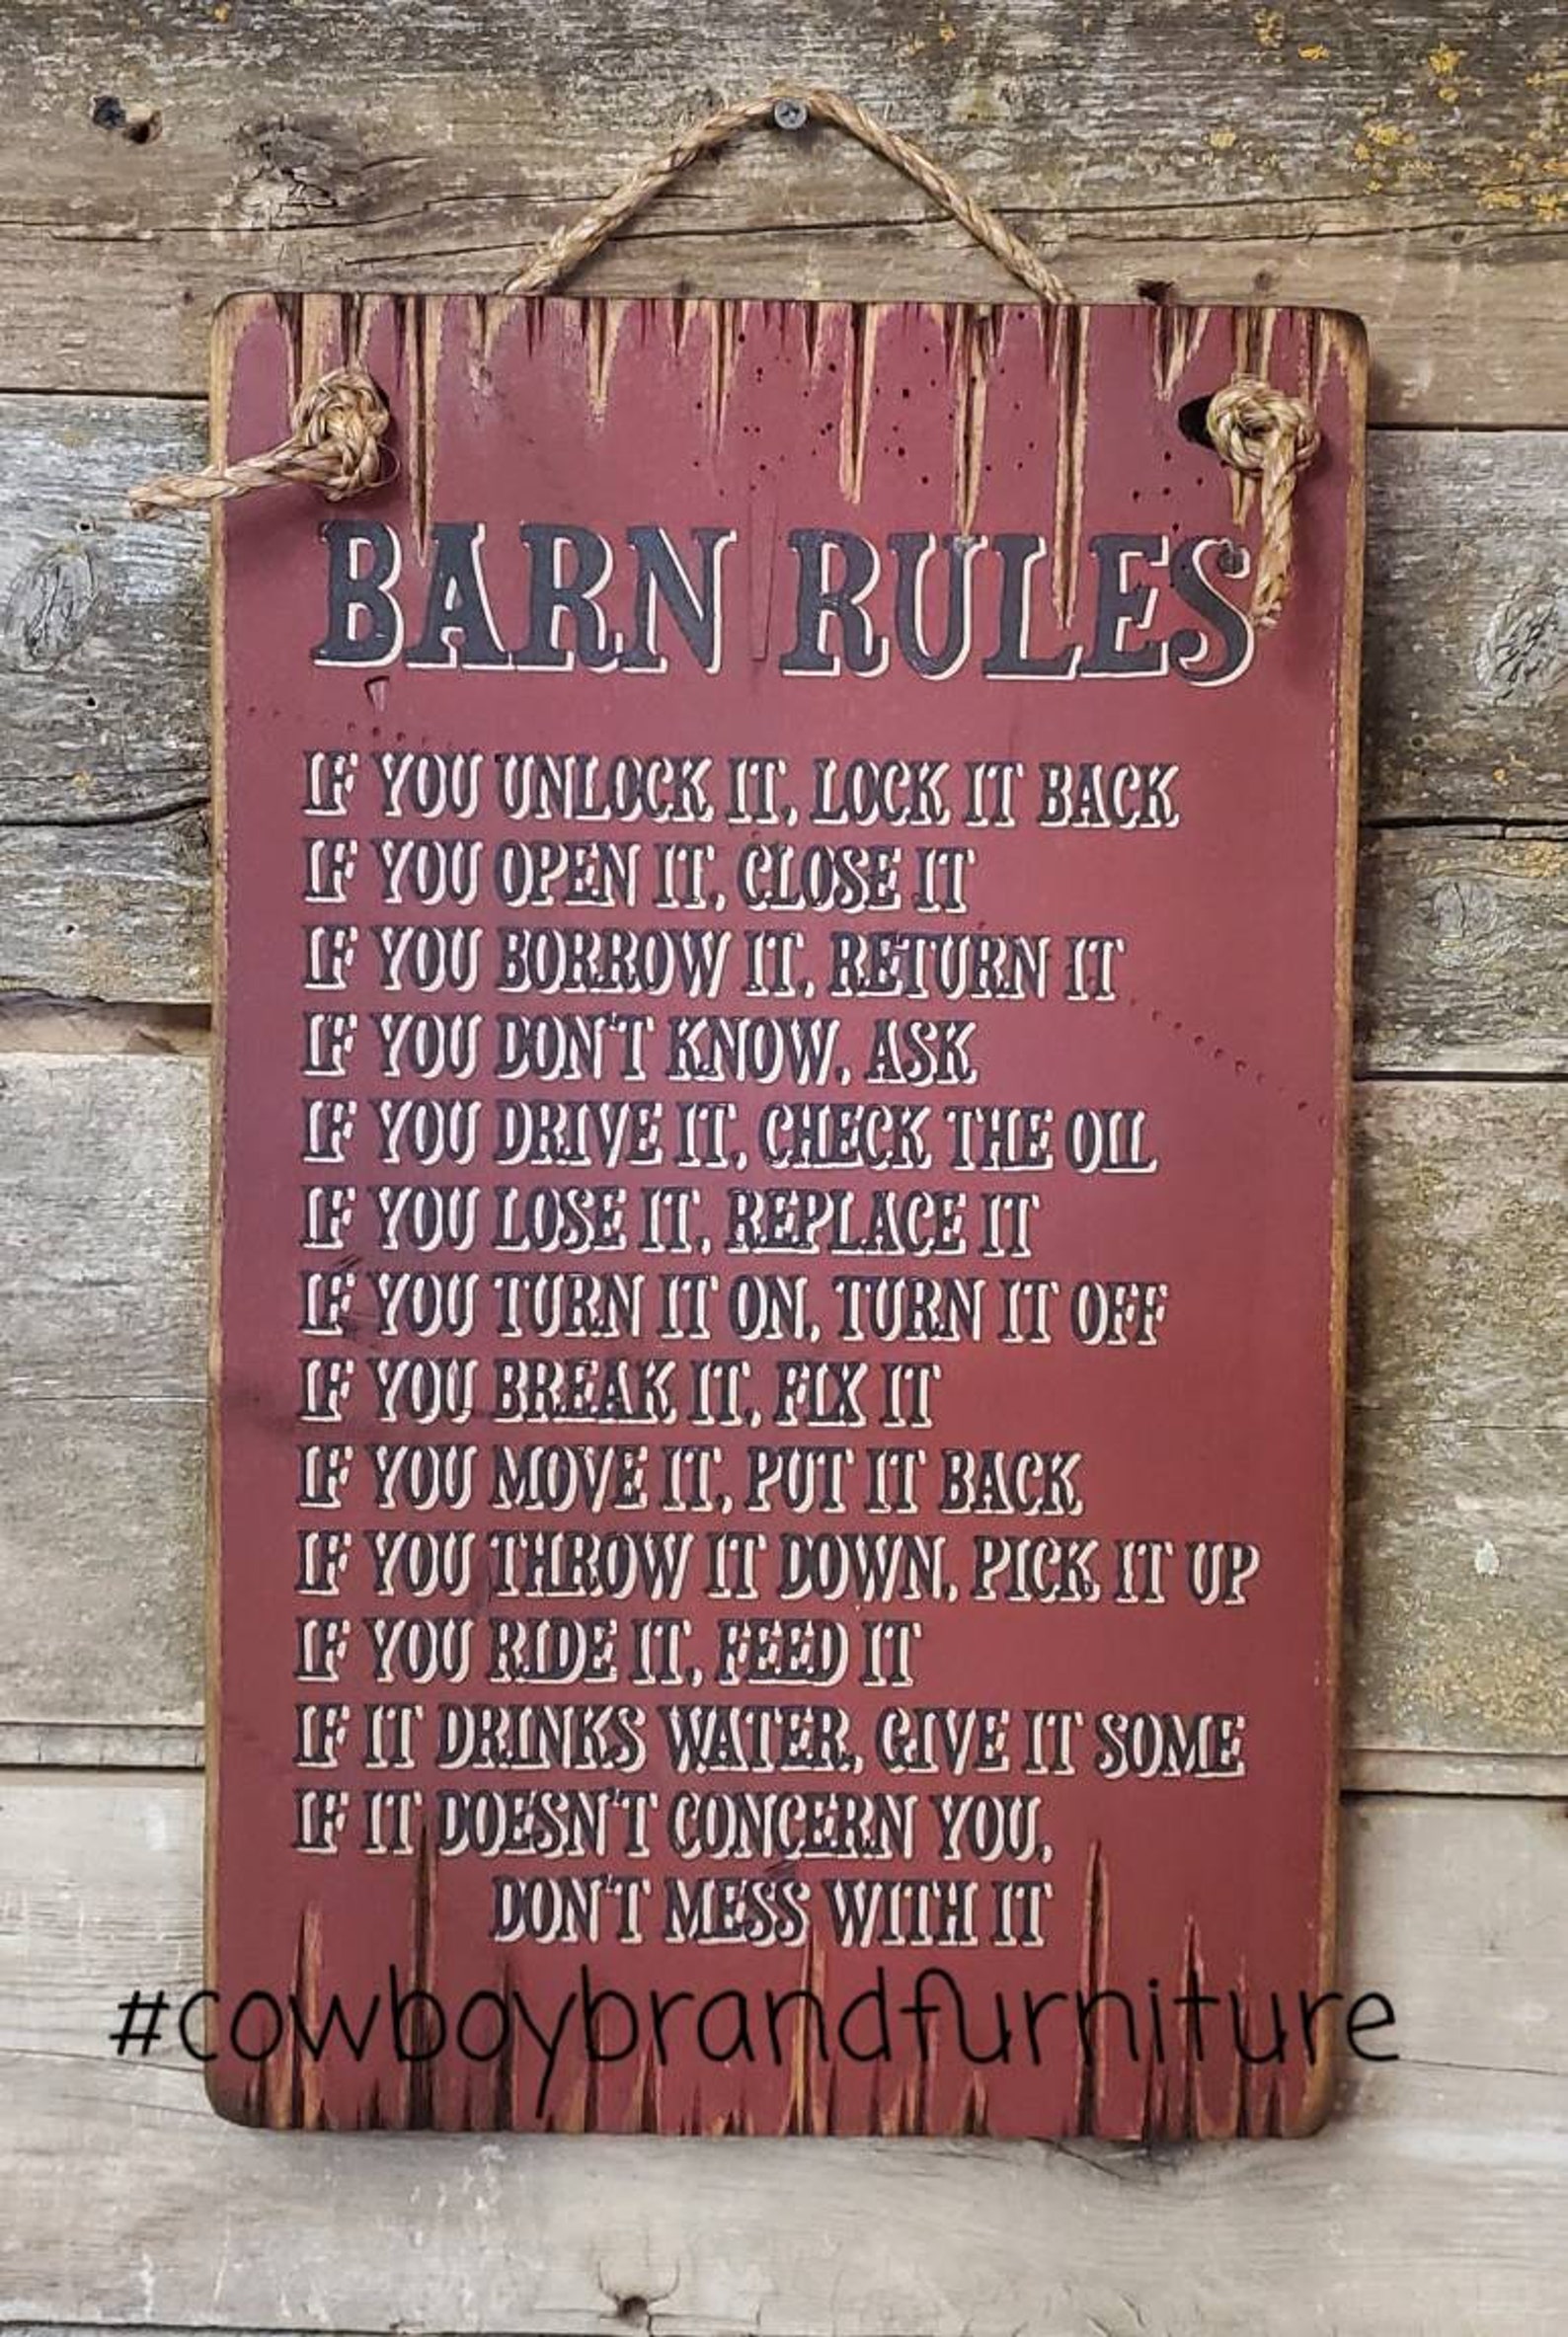 BARN RULES
IF YOU UNLOCK IT, LOCK IT BACK
IF YOU OPEN IT, CLOSE IT
IF YOU BORROW IT, RETURN IT
IF YOU DON'T KNOW, ASK
IF YOU DRIVE IT, CHECK THE OIL
IF YOU LOSE IT, REPLACE IT
IF YOU TURN IT ON, TURN IT OFF
IF YOU BREAK IT, FIX IT
IF YOU MOVE IT, PUT IT BACK
IF YOU THROW IT DOWN, PICK IT UP
IF YOU RIDE IT, FEED IT
IF IT DRINKS WATER, GIVE IT SOME
IF IT DOESN'T CONCERN YOU,
DON'T MESS WITH IT
#cowboybrandfurniture